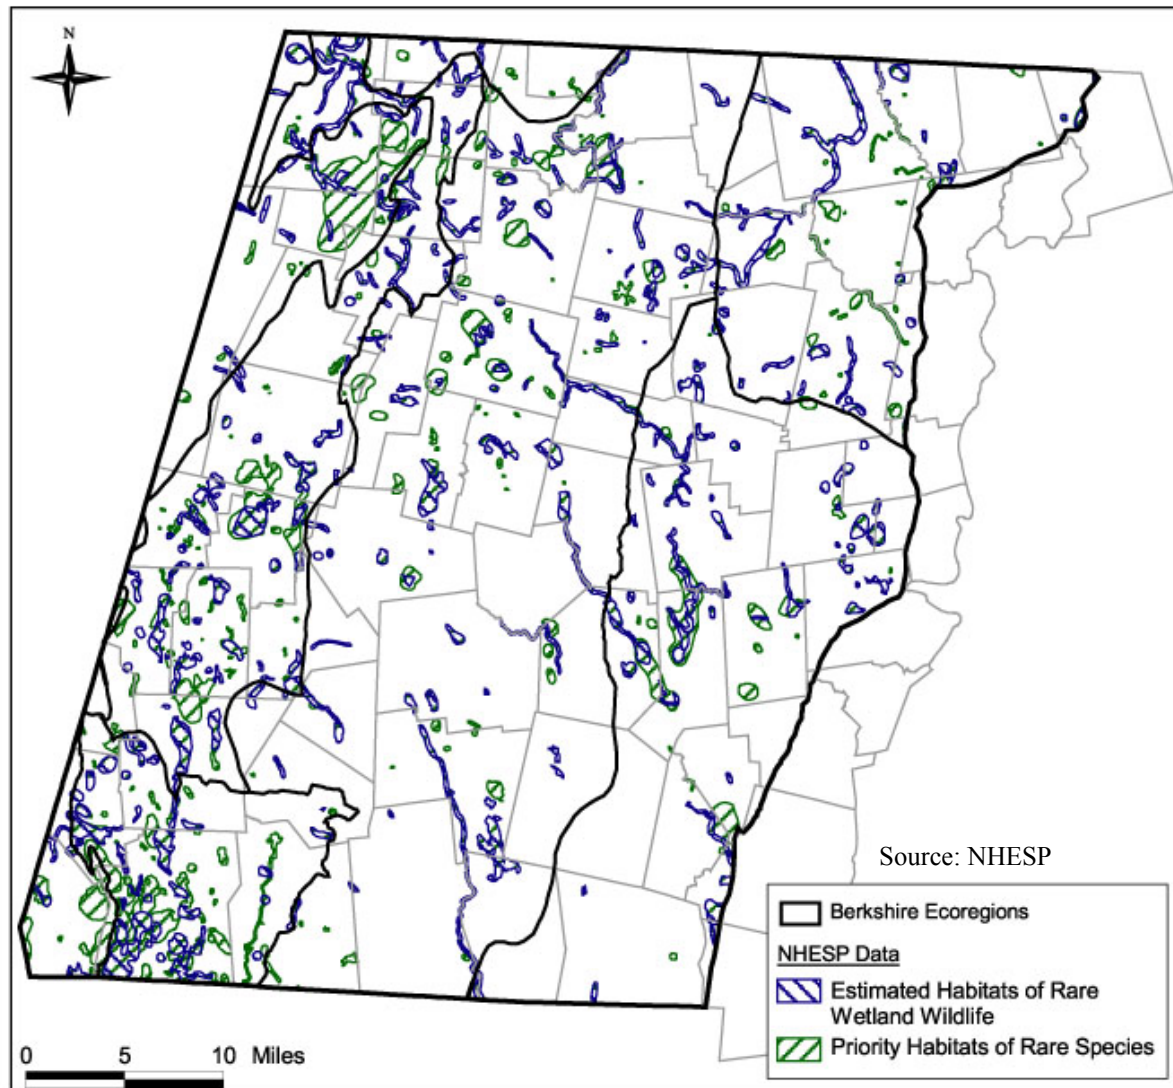 N
Source: NHESP
Berkshire Ecoregions
NHESP Data
Estimated Habitats of Rare
Wetland Wildlife
Priority Habitats of Rare Species
0 5 10 Miles